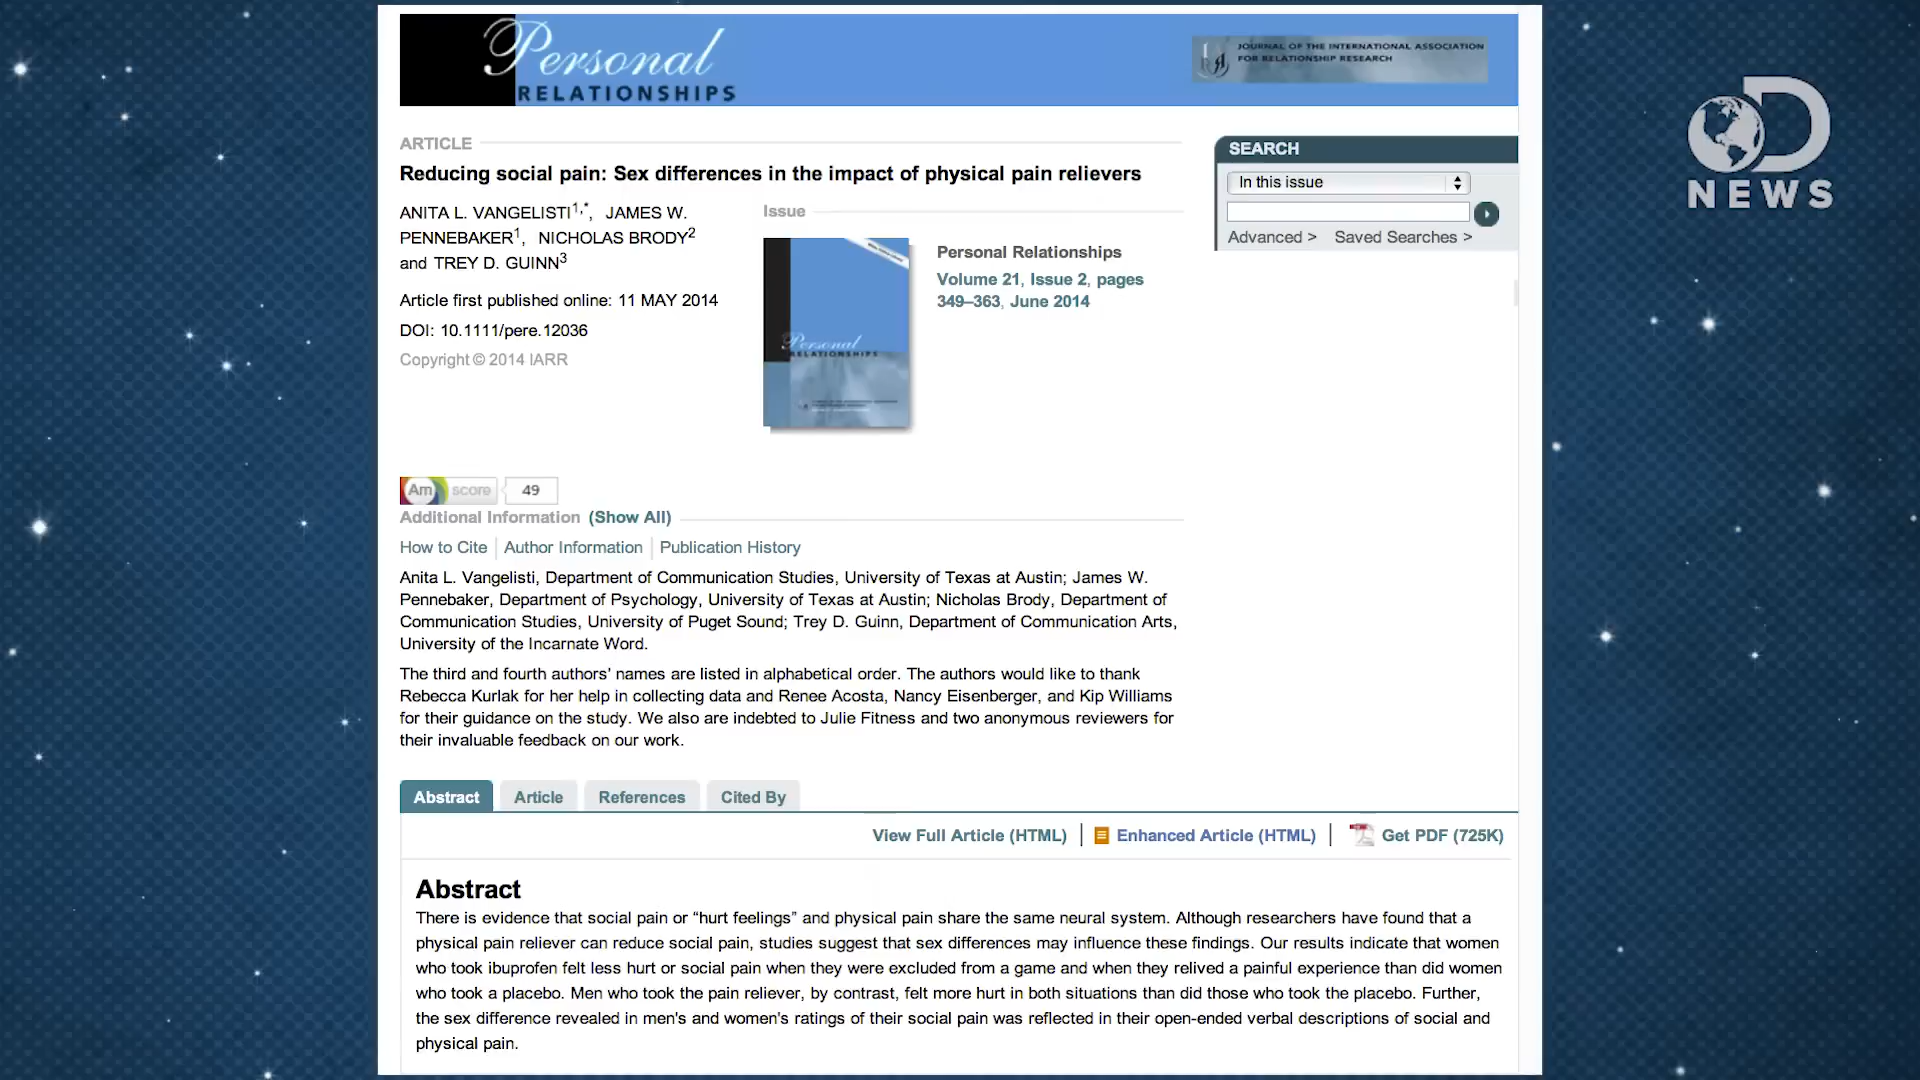 Personal
RELATIONSHIPS
JOURNAL OF THE INTERNATIONAL ASSOCIATION
FOR RELATIONSHIP RESEARCH
D
NEWS
ARTICLE
Reducing social pain: Sex differences in the impact of physical pain relievers
ANITA L. VANGELISTI1,*, JAMES W.
PENNEBAKER1, NICHOLAS BRODY2
and TREY D. GUINN3
Article first published online: 11 MAY 2014
DOI: 10.1111/pere.12036
Copyright © 2014 IARR
Issue
Personal
RELATIONSHIPS
Personal Relationships
Volume 21, Issue 2, pages
349–363, June 2014
SEARCH
In this issue
Advanced > Saved Searches >
Am score 49
Additional Information (Show All)
How to Cite | Author Information | Publication History
Anita L. Vangelisti, Department of Communication Studies, University of Texas at Austin; James W.
Pennebaker, Department of Psychology, University of Texas at Austin; Nicholas Brody, Department of
Communication Studies, University of Puget Sound; Trey D. Guinn, Department of Communication Arts,
University of the Incarnate Word.
The third and fourth authors' names are listed in alphabetical order. The authors would like to thank
Rebecca Kurlak for her help in collecting data and Renee Acosta, Nancy Eisenberger, and Kip Williams
for their guidance on the study. We also are indebted to Julie Fitness and two anonymous reviewers for
their invaluable feedback on our work.
Abstract Article References Cited By
View Full Article (HTML) | Enhanced Article (HTML) | Get PDF (725K)
Abstract
There is evidence that social pain or “hurt feelings” and physical pain share the same neural system. Although researchers have found that a
physical pain reliever can reduce social pain, studies suggest that sex differences may influence these findings. Our results indicate that women
who took ibuprofen felt less hurt or social pain when they were excluded from a game and when they relived a painful experience than did women
who took a placebo. Men who took the pain reliever, by contrast, felt more hurt in both situations than did those who took the placebo. Further,
the sex difference revealed in men's and women's ratings of their social pain was reflected in their open-ended verbal descriptions of social and
physical pain.